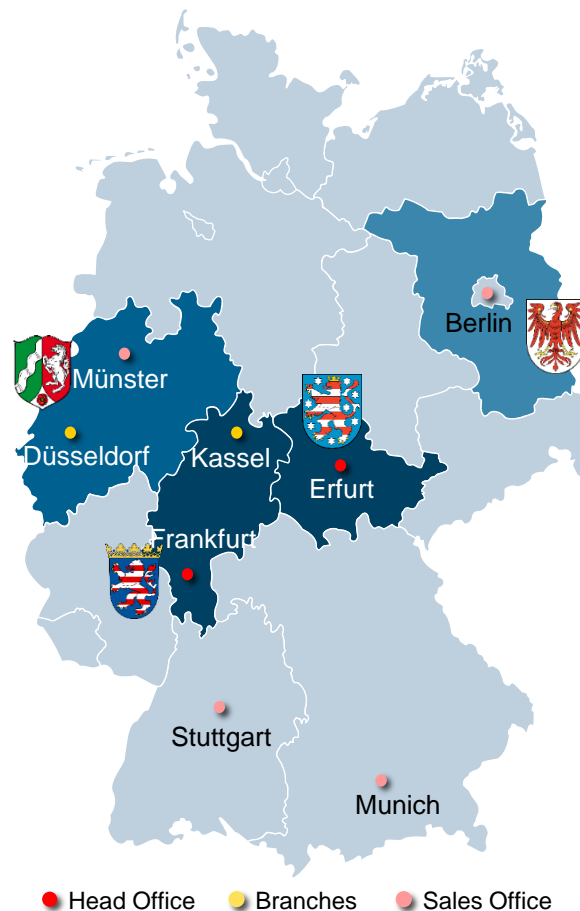 Berlin
Münster
Düsseldorf
Kassel
Erfurt
Frankfurt
Stuttgart
Munich
Head Office
Branches
Sales Office